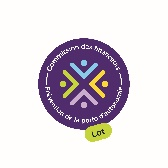 Commission des financeurs
Prévention de la perte d'autonomie
Lot